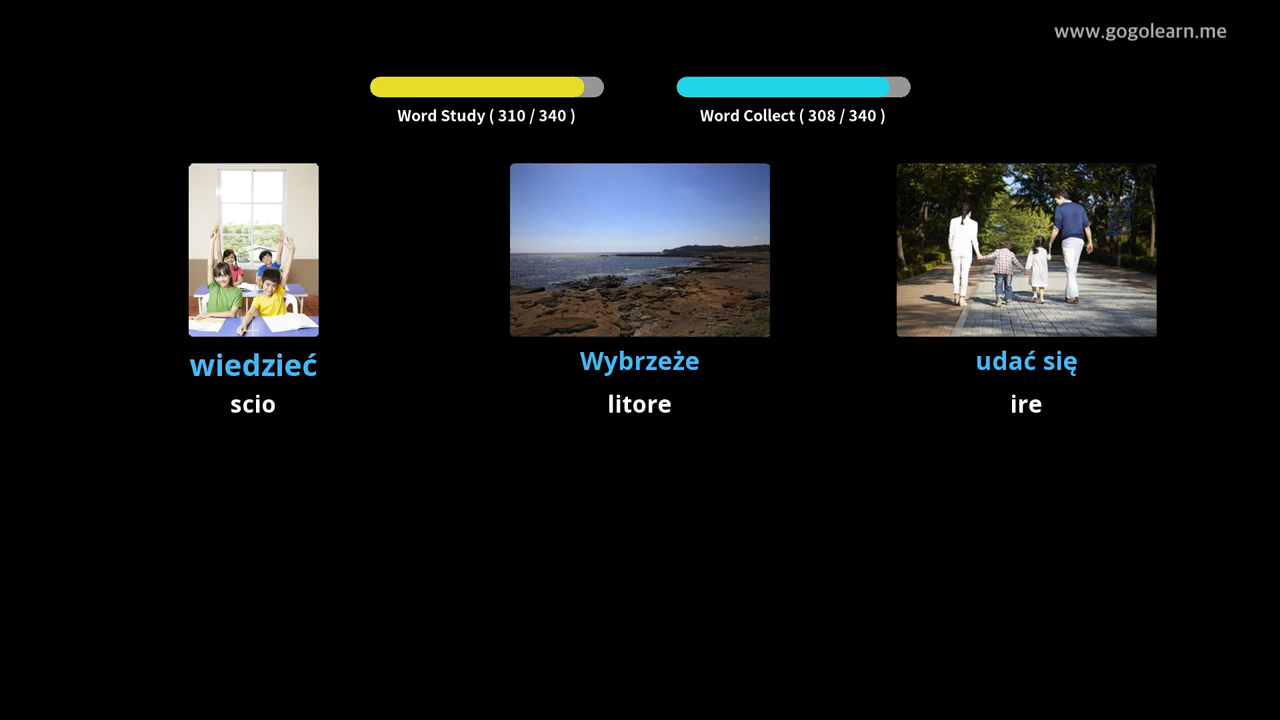 www.gogolearn.me
Word Study ( 310 / 340 )
Word Collect ( 308 / 340 )
wiedzieć
Wybrzeże
udać się
scio
litore
ire